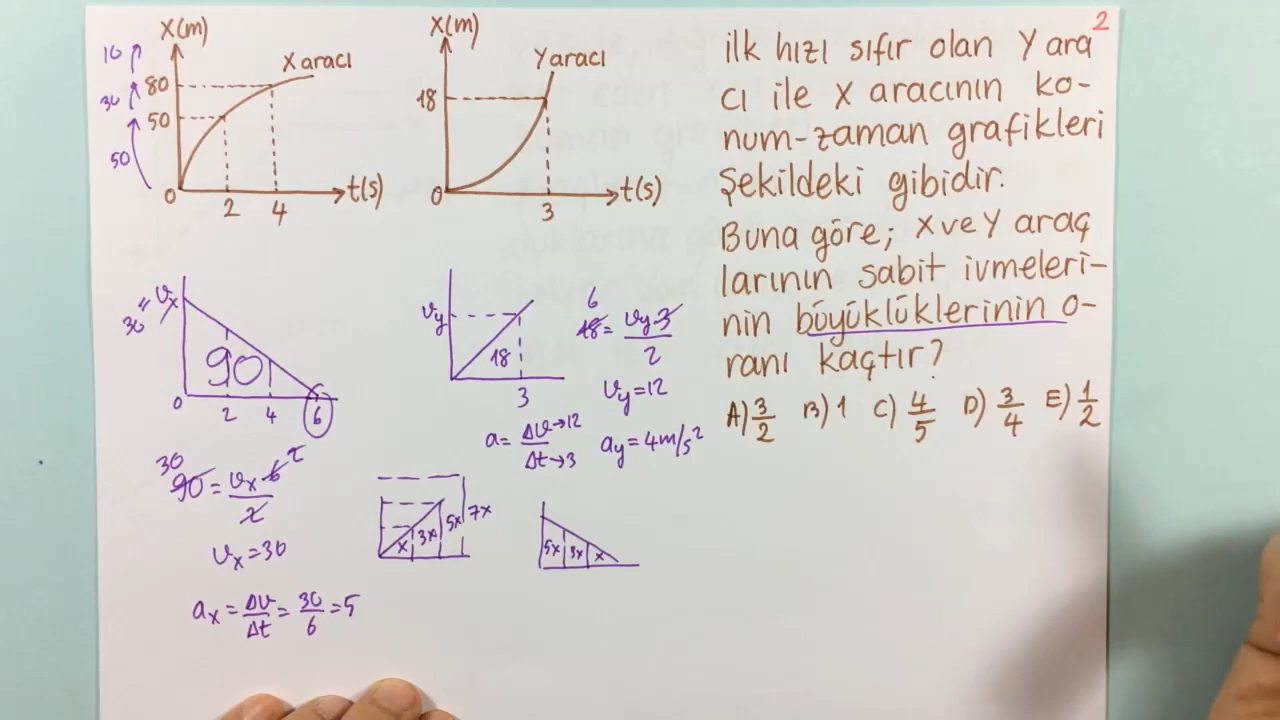 2
X(m)
X aracı
80
50
0
2
4
t(s)
10
30
50
X(m)
Y aracı
18
0
3
t(s)
ilk hızı sıfır olan Y ara
cı ile X aracının ko-
num-zaman grafikleri
şekildeki gibidir.
Buna göre; X ve Y araç
larının sabit ivmeleri-
nin büyüklüklerinin o-
ranı kaçtır?
A) 3/2 B) 1 C) 4/5 D) 3/4 E) 1/2
30 = Vx
90
0 2 4 6
30
90 = Vx.6/2
Vx = 30
ax = Δv/Δt = 30/6 = 5
Vy
18
3
6
18 = Vy.3/2
Vy = 12
a = Δv→12/Δt→3
ay = 4m/s²
x 3x 5x 7x
5x 3x x